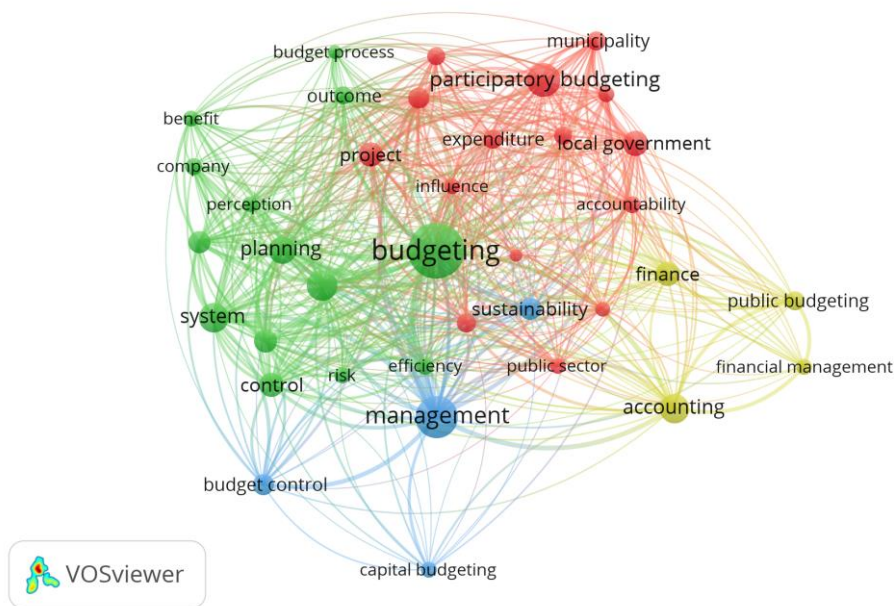 municipality
budget process
participatory budgeting
outcome
benefit
expenditure
local government
project
company
influence
perception
accountability
budgeting
planning
finance
public budgeting
sustainability
system
efficiency
public sector
financial management
risk
control
accounting
management
budget control
capital budgeting
VOSviewer